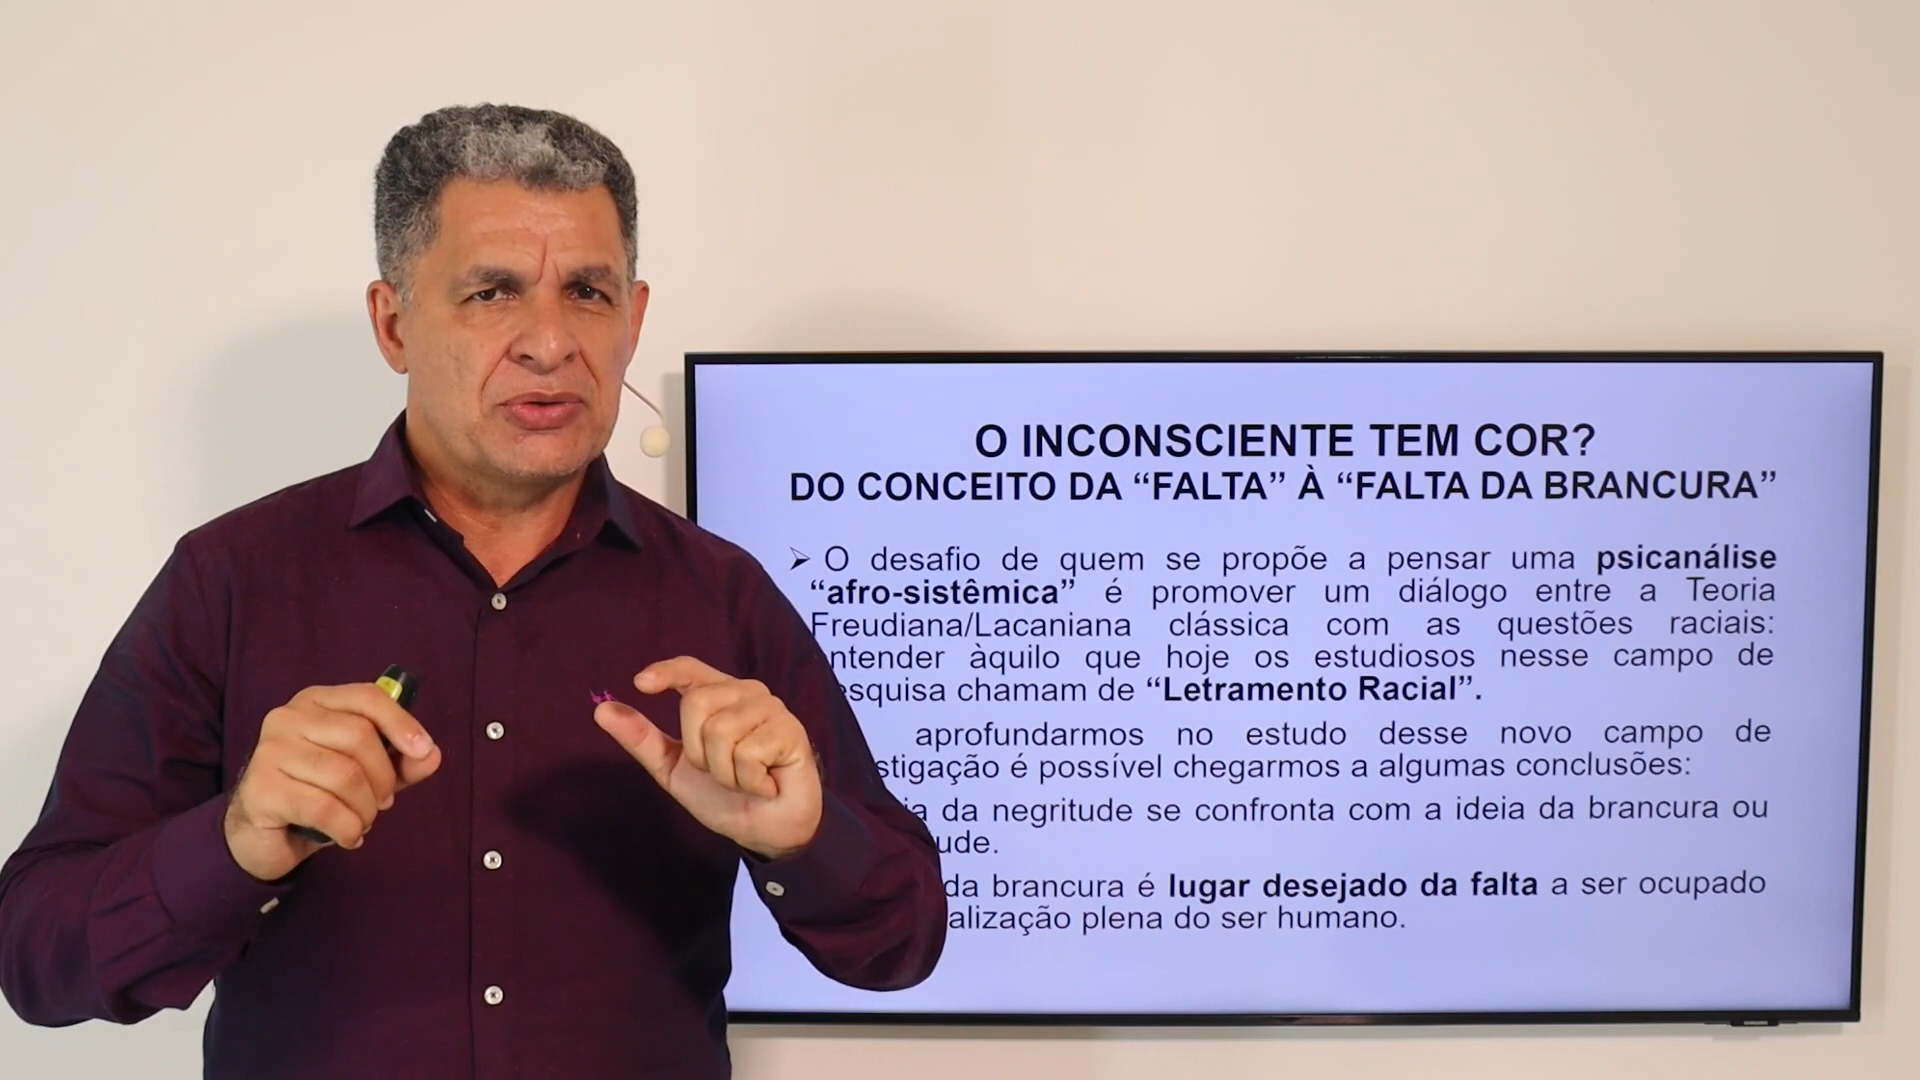 O INCONSCIENTE TEM COR?
DO CONCEITO DA “FALTA” À “FALTA DA BRANCURA”
➢ O desafio de quem se propõe a pensar uma psicanálise
“afro-sistêmica” é promover um diálogo entre a Teoria
Freudiana/Lacaniana clássica com as questões raciais:
ntender àquilo que hoje os estudiosos nesse campo de
esquisa chamam de “Letramento Racial”.
aprofundarmos no estudo desse novo campo de
stigação é possível chegarmos a algumas conclusões:
ia da negritude se confronta com a ideia da brancura ou
ude.
da brancura é lugar desejado da falta a ser ocupado
alização plena do ser humano.